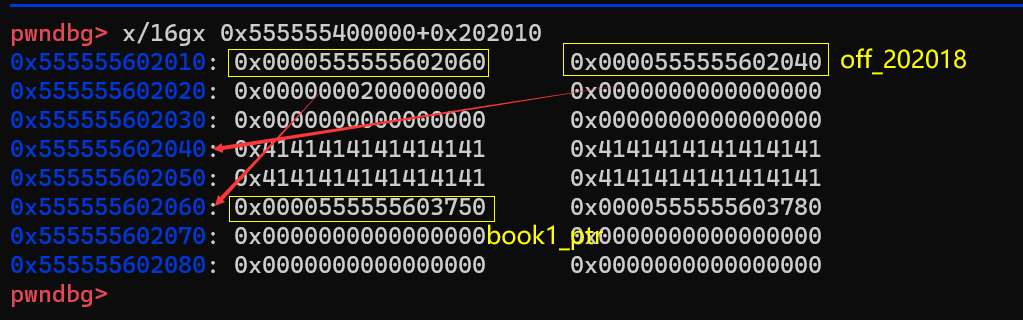 pwndbg> x/16gx 0x555555400000+0x202010
0x555555602010: 0x0000555555602060 0x0000555555602040 off_202018
0x555555602020: 0x0000000200000000 0x0000000000000000
0x555555602030: 0x0000000000000000 0x0000000000000000
0x555555602040: 0x4141414141414141 0x4141414141414141
0x555555602050: 0x4141414141414141 0x4141414141414141
0x555555602060: 0x0000555555603750 0x0000555555603780
0x555555602070: 0x0000000000000000 book1_ptr 0x0000000000000000
0x555555602080: 0x0000000000000000 0x0000000000000000
pwndbg>